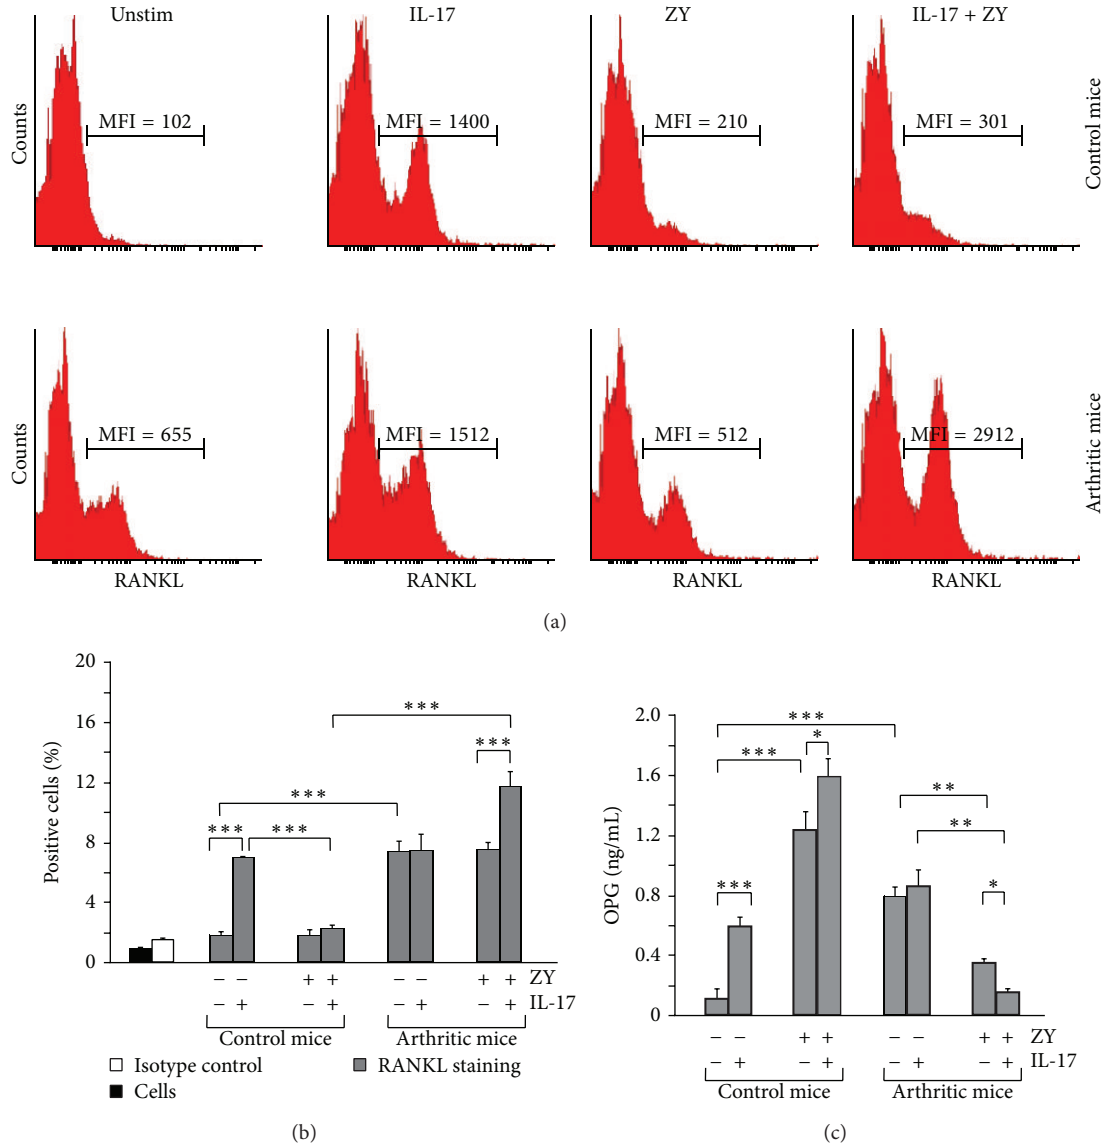 Unstim IL-17 ZY IL-17 + ZY
Counts MFI = 102 MFI = 1400 MFI = 210 MFI = 301 Control mice
Counts MFI = 655 MFI = 1512 MFI = 512 MFI = 2912 Arthritic mice
RANKL RANKL RANKL RANKL
(a)
Positive cells (%)
20
16
12
8
4
0
***
***
***
***
***
− − + + − − + + ZY
− + − + − + − + IL-17
Control mice Arthritic mice
Isotype control RANKL staining
Cells
(b)
OPG (ng/mL)
2.0
1.6
1.2
0.8
0.4
0
***
*
***
**
**
***
*
− − + + − − + + ZY
− + − + − + − + IL-17
Control mice Arthritic mice
(c)